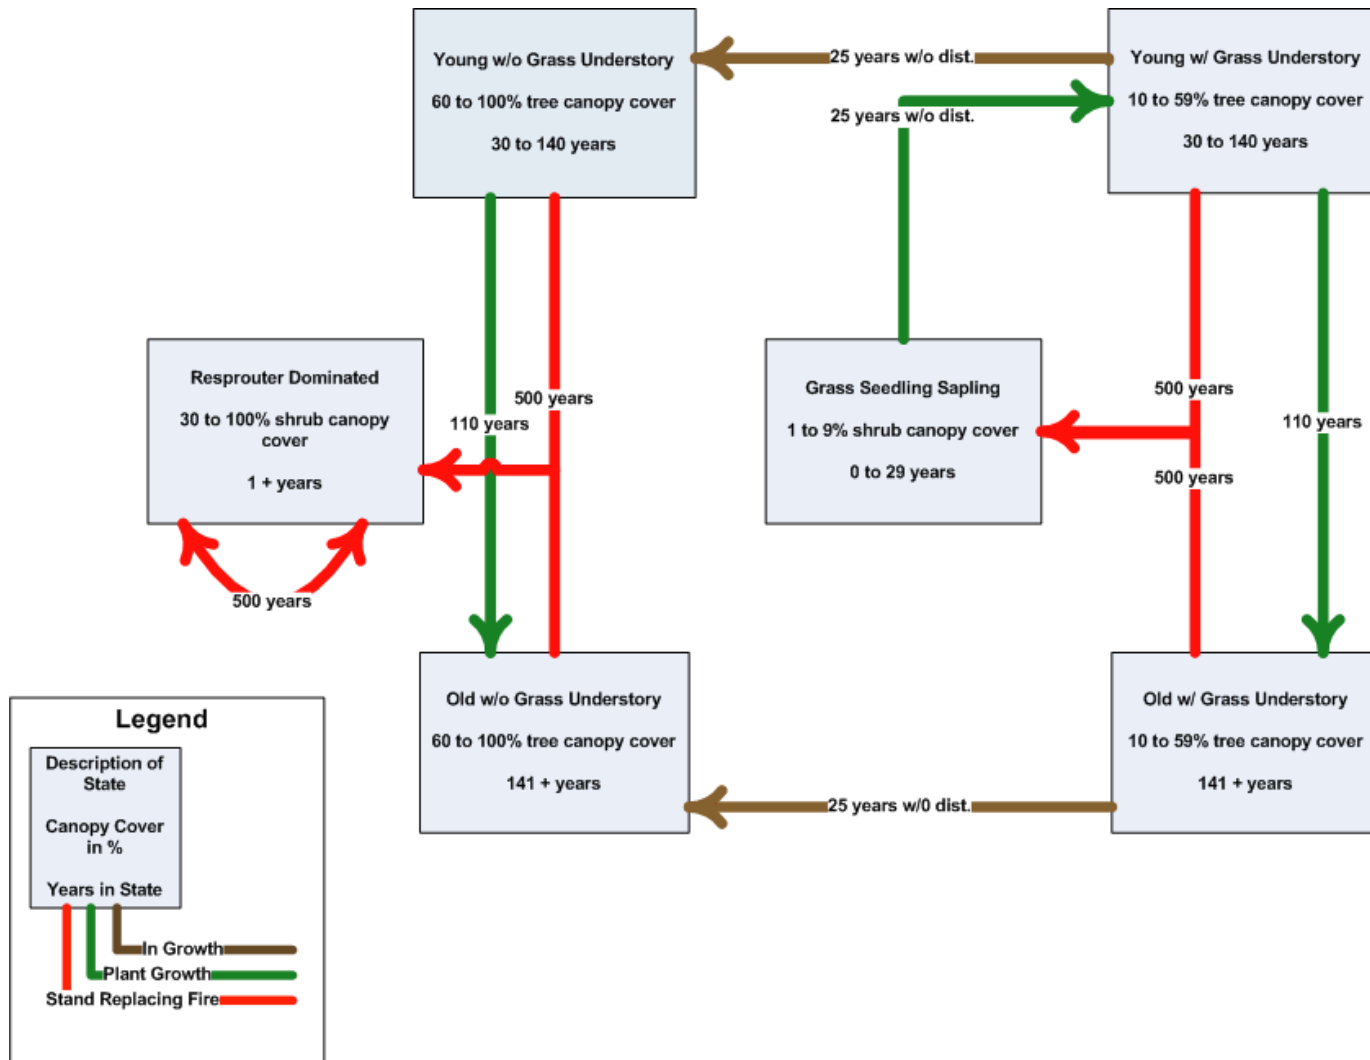 Young w/o Grass Understory
60 to 100% tree canopy cover
30 to 140 years
25 years w/o dist.
25 years w/o dist.
Young w/ Grass Understory
10 to 59% tree canopy cover
30 to 140 years
Resprouter Dominated
30 to 100% shrub canopy
cover
1 + years
500 years
110 years
500 years
Grass Seedling Sapling
1 to 9% shrub canopy cover
0 to 29 years
500 years
500 years
110 years
Old w/o Grass Understory
60 to 100% tree canopy cover
141 + years
25 years w/0 dist.
Old w/ Grass Understory
10 to 59% tree canopy cover
141 + years
Legend
Description of
State
Canopy Cover
in %
Years in State
In Growth
Plant Growth
Stand Replacing Fire